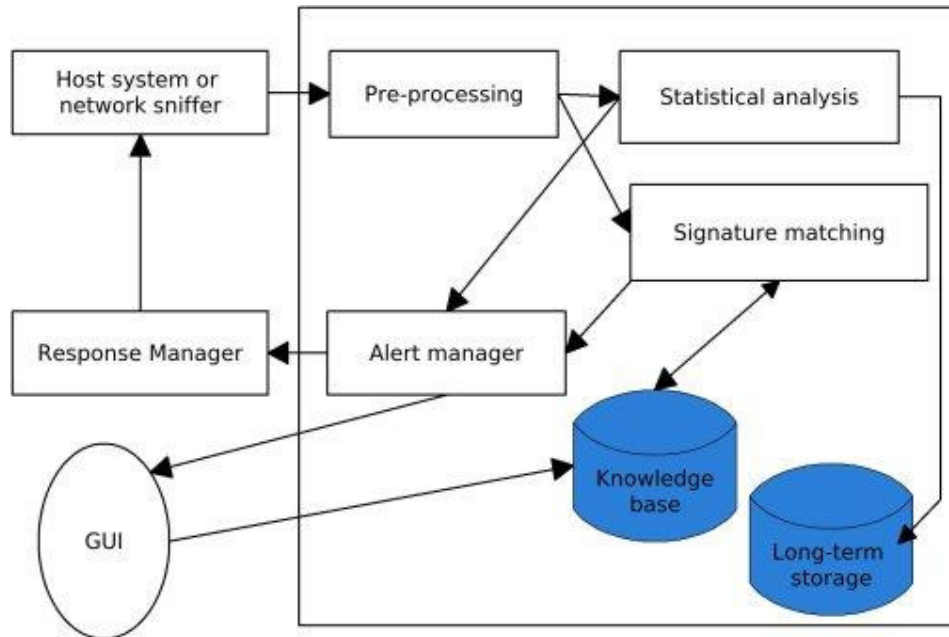 Host system or
network sniffer
Pre-processing
Statistical analysis
Signature matching
Response Manager
Alert manager
Knowledge
base
GUI
Long-term
storage